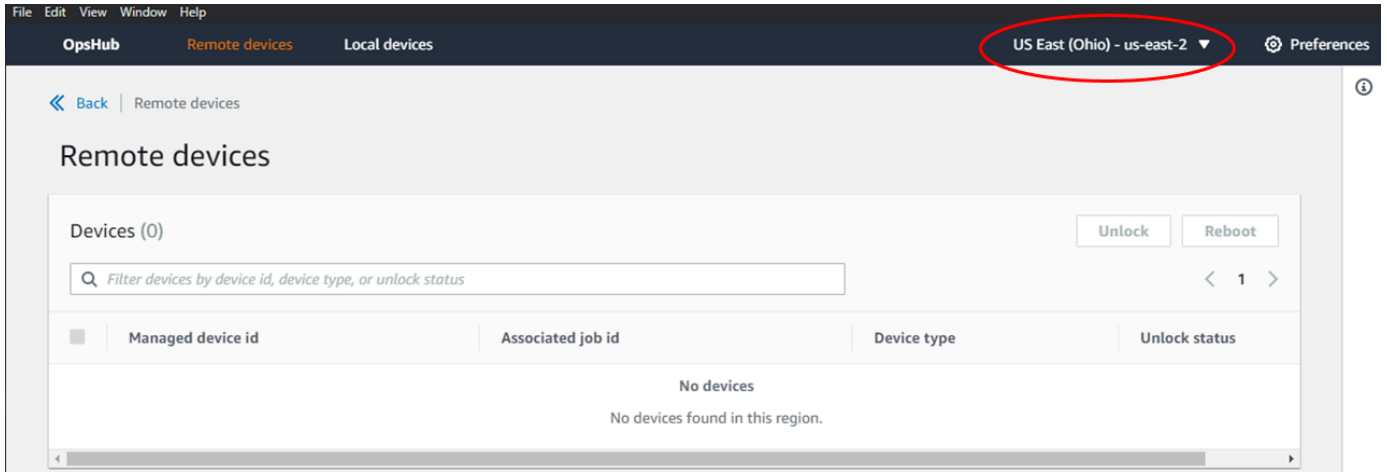 File Edit View Window Help
OpsHub Remote devices Local devices US East (Ohio) - us-east-2 ▼ Preferences
Back | Remote devices
Remote devices
Devices (0) Unlock Reboot
Filter devices by device id, device type, or unlock status < 1 >
Managed device id Associated job id Device type Unlock status
No devices
No devices found in this region.